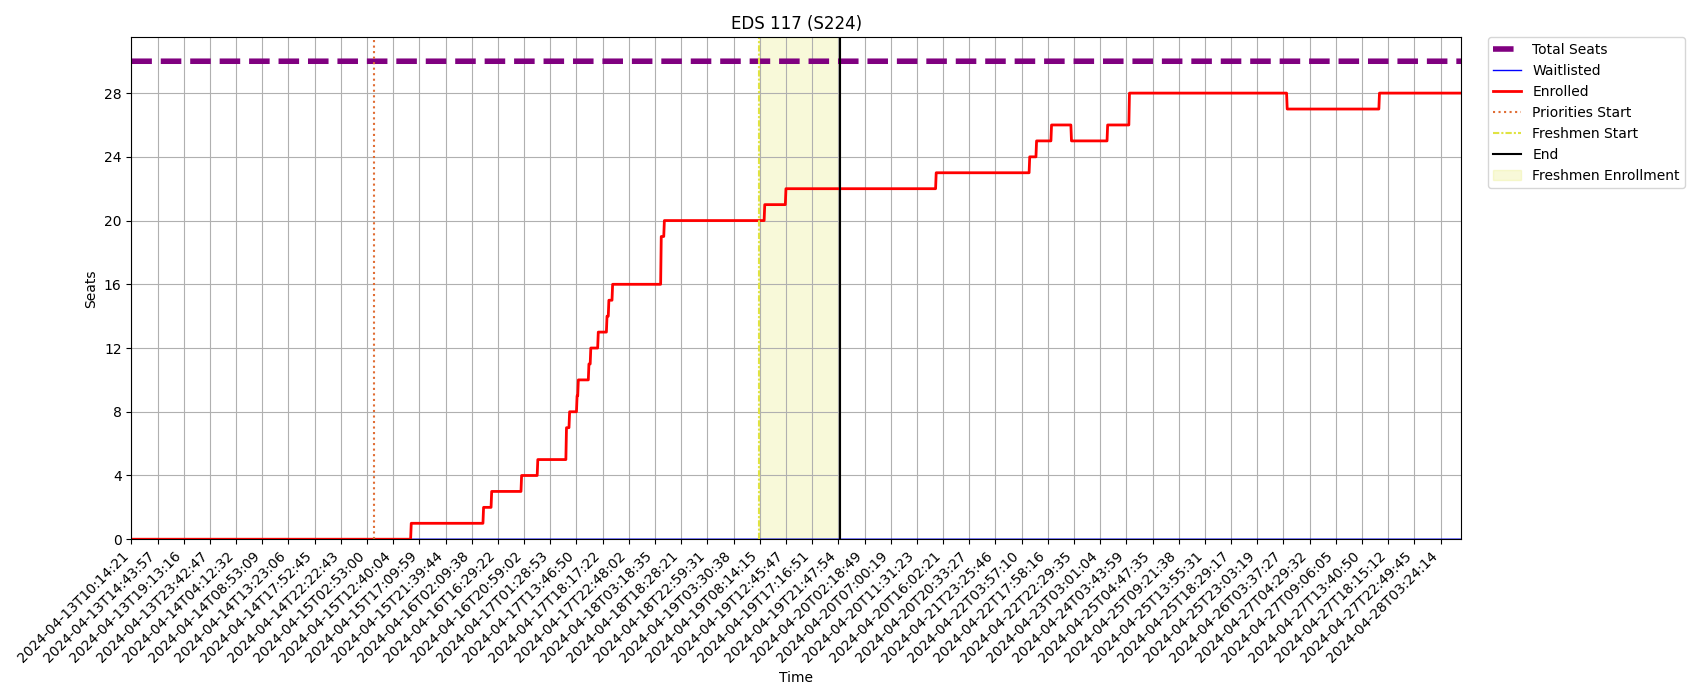 EDS 117 (S224)
Total Seats
Waitlisted
Enrolled
Priorities Start
Freshmen Start
End
Freshmen Enrollment
Seats
28
24
20
16
12
8
4
0
2024-04-13T10:14:21
2024-04-13T14:43:57
2024-04-13T19:13:16
2024-04-13T23:42:47
2024-04-14T04:12:32
2024-04-14T08:53:09
2024-04-14T13:23:06
2024-04-14T17:52:45
2024-04-14T22:22:43
2024-04-15T02:53:00
2024-04-15T12:40:04
2024-04-15T17:09:59
2024-04-15T21:39:44
2024-04-16T02:09:38
2024-04-16T16:29:22
2024-04-16T20:59:02
2024-04-17T01:28:53
2024-04-17T13:46:50
2024-04-17T18:17:22
2024-04-17T22:48:02
2024-04-18T03:18:35
2024-04-18T18:28:21
2024-04-18T22:59:31
2024-04-19T03:30:38
2024-04-19T08:14:15
2024-04-19T12:45:47
2024-04-19T17:16:51
2024-04-19T21:47:54
2024-04-20T02:18:49
2024-04-20T07:00:19
2024-04-20T11:31:23
2024-04-20T16:02:21
2024-04-20T20:33:27
2024-04-21T23:25:46
2024-04-22T03:57:10
2024-04-22T17:58:16
2024-04-22T22:29:35
2024-04-23T03:01:04
2024-04-24T03:43:59
2024-04-25T04:47:35
2024-04-25T09:21:38
2024-04-25T13:55:31
2024-04-25T18:29:17
2024-04-25T23:03:19
2024-04-26T03:37:27
2024-04-27T04:29:32
2024-04-27T09:06:05
2024-04-27T13:40:50
2024-04-27T18:15:12
2024-04-27T22:49:45
2024-04-28T03:24:14
Time